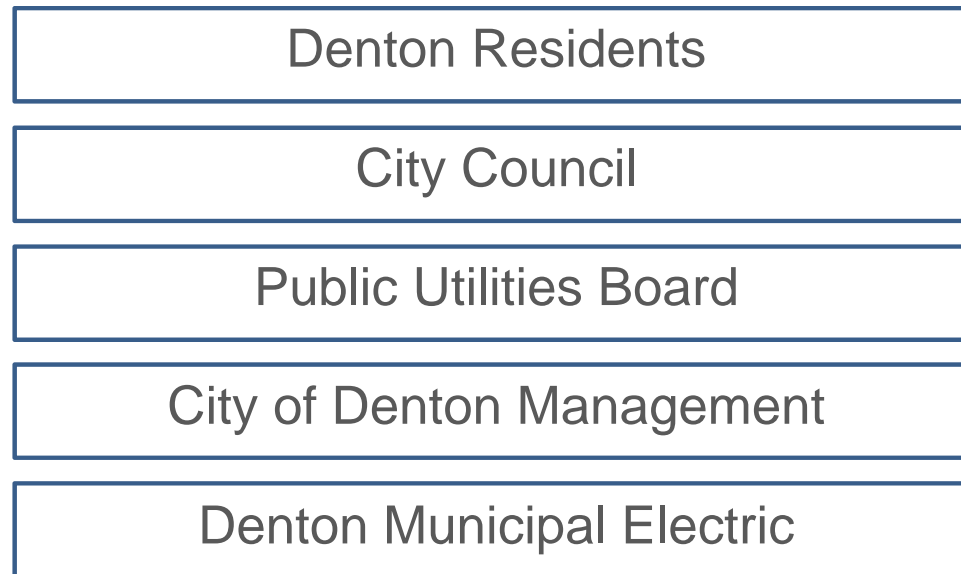 Denton Residents
City Council
Public Utilities Board
City of Denton Management
Denton Municipal Electric